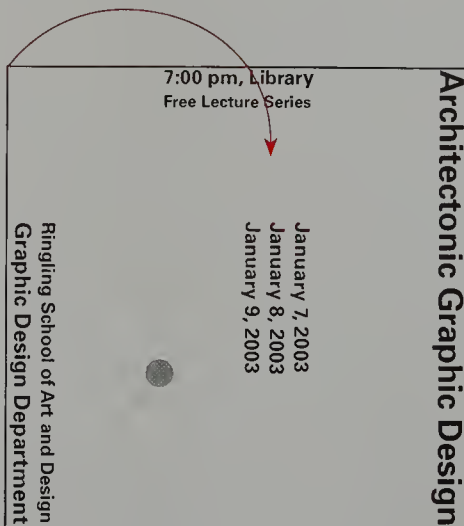 7:00 pm, Library
Free Lecture Series
Architectonic Graphic Design
January 7, 2003
January 8, 2003
January 9, 2003
Ringling School of Art and Design
Graphic Design Department